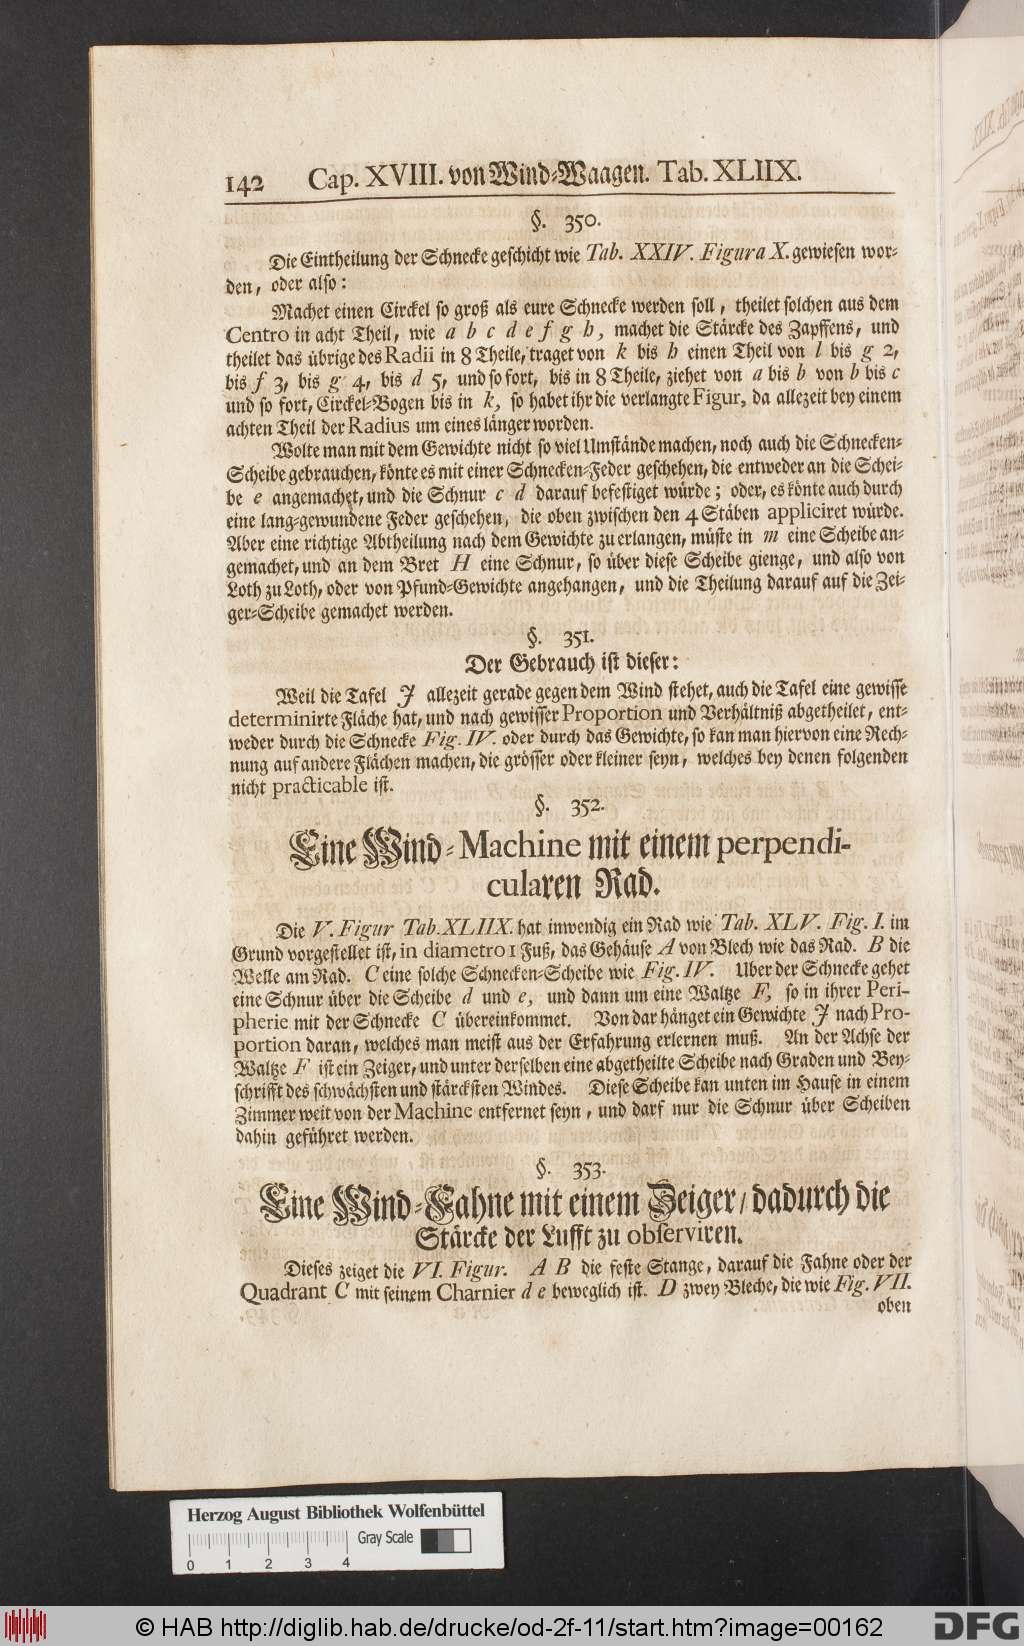 142 Cap. XVIII. von Wind-Waagen. Tab. XLIIX.
§. 350.
Die Eintheilung der Schnecke geschicht wie Tab. XXIV. Figura X. gewiesen wor-
den, oder also:
Machet einen Circkel so groß als eure Schnecke werden soll, theilet solchen aus dem
Centro in acht Theil, wie a b c d e f g h, machet die Stärcke des Zapffens, und
theilet das übrige des Radii in 8 Theile, traget von k bis h einen Theil von l bis g 2,
bis f 3, bis g 4, bis d 5, und so fort, bis in 8 Theile, ziehet von a bis b von b bis c
und so fort, Circkel-Bogen bis in k, so habet ihr die verlangte Figur, da allezeit bey einem
achten Theil der Radius um eines länger worden.
Wolte man mit dem Gewichte nicht so viel Umstände machen, noch auch die Schnecken-
Scheibe gebrauchen, könte es mit einer Schnecken-Feder geschehen, die entweder an die Schei-
be e angemachet, und die Schnur c d darauf befestiget würde; oder, es könte auch durch
eine lang-gewundene Feder geschehen, die oben zwischen den 4 Stäben appliciret würde.
Aber eine richtige Abtheilung nach dem Gewichte zu erlangen, müste in m eine Scheibe an-
gemachet, und an dem Bret H eine Schnur, so über diese Scheibe gienge, und also von
Loth zu Loth, oder von Pfund-Gewichte angehangen, und die Theilung darauf auf die Zei-
ger-Scheibe gemachet werden.
§. 351.
Der Gebrauch ist dieser:
Weil die Tafel J allezeit gerade gegen dem Wind stehet, auch die Tafel eine gewisse
determinirte Fläche hat, und nach gewisser Proportion und Verhältniß abgetheilet, ent-
weder durch die Schnecke Fig. IV. oder durch das Gewichte, so kan man hiervon eine Rech-
nung auf andere Flächen machen, die grösser oder kleiner seyn, welches bey denen folgenden
nicht practicable ist.
§. 352.
Eine Wind-Machine mit einem perpendi-
cularen Rad.
Die V. Figur Tab. XLIIX. hat inwendig ein Rad wie Tab. XLV. Fig. I. im
Grund vorgestellet ist, in diametro 1 Fuß, das Gehäuse A von Blech wie das Rad. B die
Welle am Rad. C eine solche Schnecken-Scheibe wie Fig. IV. Uber der Schnecke gehet
eine Schnur über die Scheibe d und e, und dann um eine Waltze F, so in ihrer Peri-
pherie mit der Schnecke C übereinkommet. Von dar hänget ein Gewichte J nach Pro-
portion daran, welches man meist aus der Erfahrung erlernen muß. An der Achse der
Waltze F ist ein Zeiger, und unter derselben eine abgetheilte Scheibe nach Graden und Bey-
schrifft des schwächsten und stärcksten Windes. Diese Scheibe kan unten im Hause in einem
Zimmer weit von der Machine entfernet seyn, und darf nur die Schnur über Scheiben
dahin geführet werden.
§. 353.
Eine Wind-Fahne mit einem Zeiger/ dadurch die
Stärcke der Lufft zu observiren.
Dieses zeiget die VI. Figur. A B die feste Stange, darauf die Fahne oder der
Quadrant C mit seinem Charnier d e beweglich ist. D zwey Bleche, die wie Fig. VII.
oben
Herzog August Bibliothek Wolfenbüttel
Gray Scale
0 1 2 3 4
© HAB http://diglib.hab.de/drucke/od-2f-11/start.htm?image=00162
DFG